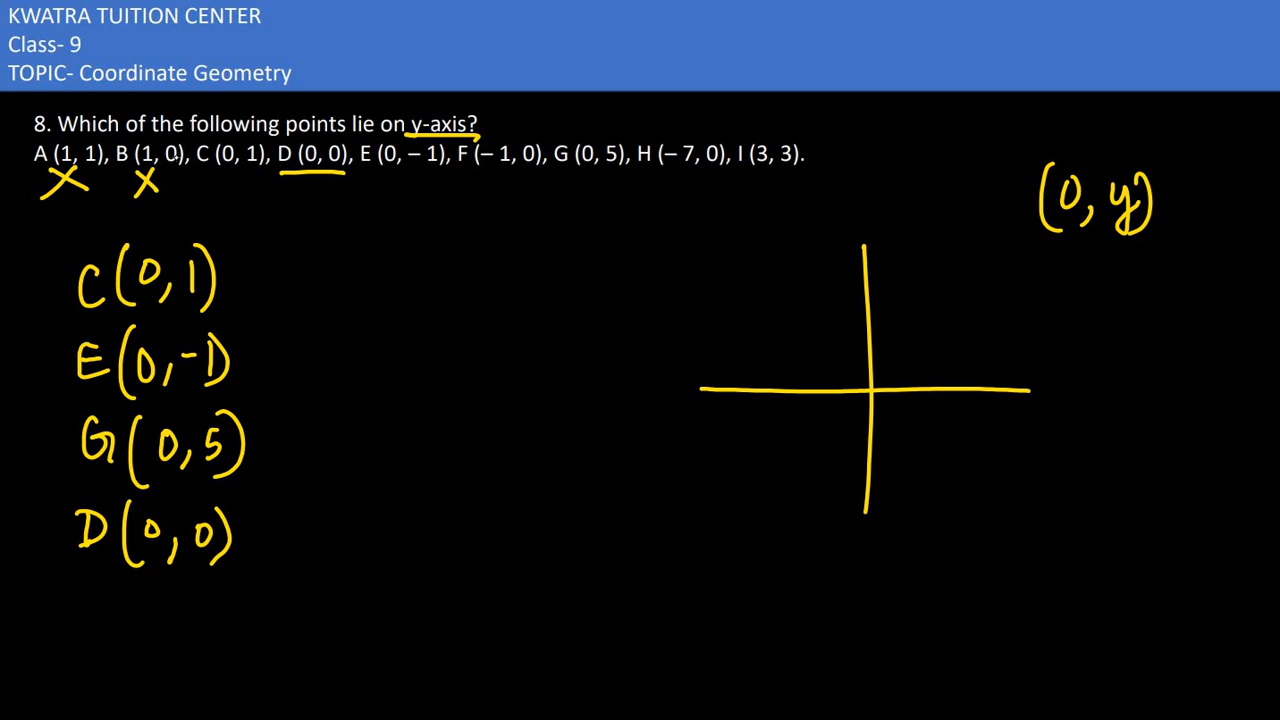 KWATRA TUITION CENTER
Class- 9
TOPIC- Coordinate Geometry
8. Which of the following points lie on y-axis?
A (1, 1), B (1, 0), C (0, 1), D (0, 0), E (0, – 1), F (– 1, 0), G (0, 5), H (– 7, 0), I (3, 3).
(0, y)
C (0, 1)
E (0, -1)
G (0, 5)
D (0, 0)